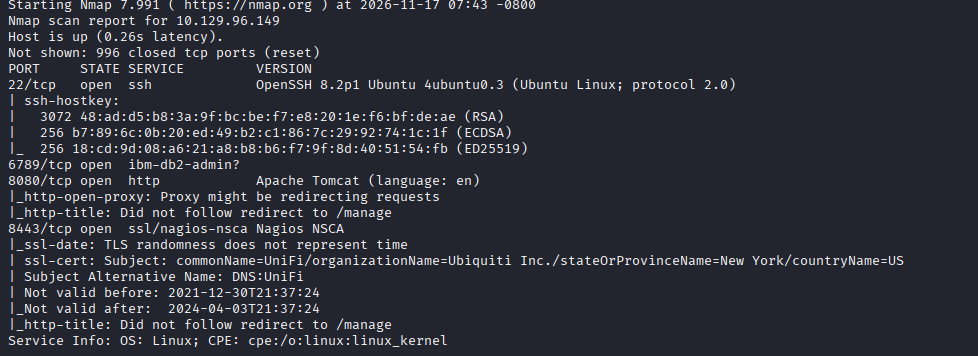 Starting Nmap 7.991 ( https://nmap.org ) at 2026-11-17 07:43 -0800
Nmap scan report for 10.129.96.149
Host is up (0.26s latency).
Not shown: 996 closed tcp ports (reset)
PORT     STATE SERVICE         VERSION
22/tcp   open  ssh             OpenSSH 8.2p1 Ubuntu 4ubuntu0.3 (Ubuntu Linux; protocol 2.0)
| ssh-hostkey:
|   3072 48:ad:d5:b8:3a:9f:bc:be:f7:e8:20:1e:f6:bf:de:ae (RSA)
|   256 b7:89:6c:0b:20:ed:49:b2:c1:86:7c:29:92:74:1c:1f (ECDSA)
|_  256 18:cd:9d:08:a6:21:a8:b8:b6:f7:9f:8d:40:51:54:fb (ED25519)
6789/tcp open  ibm-db2-admin?
8080/tcp open  http            Apache Tomcat (language: en)
|_http-open-proxy: Proxy might be redirecting requests
|_http-title: Did not follow redirect to /manage
8443/tcp open  ssl/nagios-nsca Nagios NSCA
|_ssl-date: TLS randomness does not represent time
| ssl-cert: Subject: commonName=UniFi/organizationName=Ubiquiti Inc./stateOrProvinceName=New York/countryName=US
| Subject Alternative Name: DNS:UniFi
| Not valid before: 2021-12-30T21:37:24
|_Not valid after:  2024-04-03T21:37:24
|_http-title: Did not follow redirect to /manage
Service Info: OS: Linux; CPE: cpe:/o:linux:linux_kernel